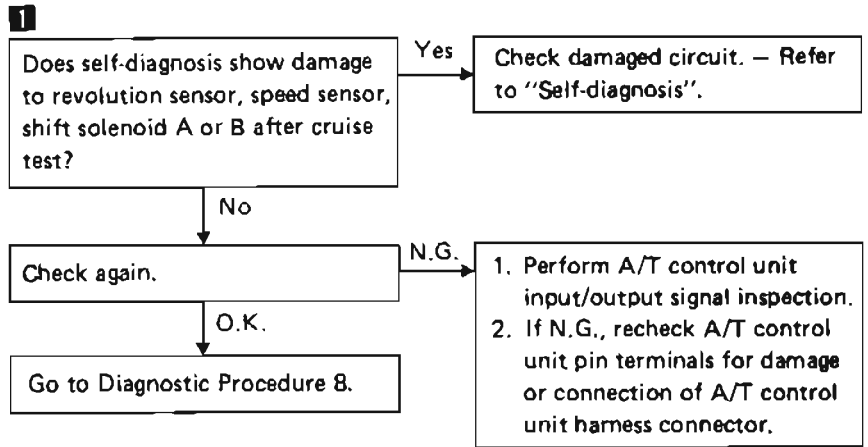 1
Does self-diagnosis show damage
to revolution sensor, speed sensor,
shift solenoid A or B after cruise
test?
Yes
Check damaged circuit. — Refer
to "Self-diagnosis".
No
Check again.
N.G.
1. Perform A/T control unit
input/output signal inspection.
2. If N.G., recheck A/T control
unit pin terminals for damage
or connection of A/T control
unit harness connector.
O.K.
Go to Diagnostic Procedure 8.